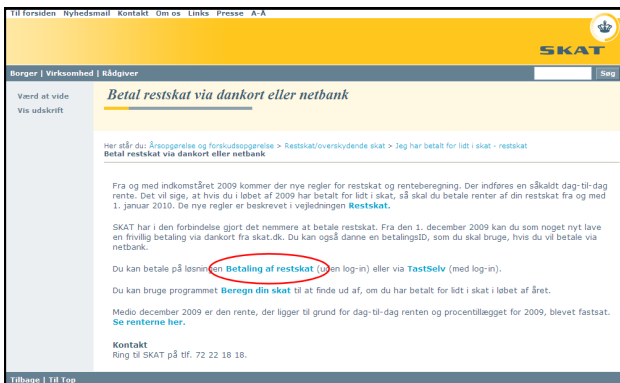 Til forsiden Nyhedsmail Kontakt Om os Links Presse A-Å
SKAT
Borger | Virksomhed | Rådgiver
Søg
Værd at vide
Vis udskrift
Betal restskat via dankort eller netbank
Her står du: Årsopgørelse og forskudsopgørelse > Restskat/overskydende skat > Jeg har betalt for lidt i skat - restskat
Betal restskat via dankort eller netbank
Fra og med indkomståret 2009 kommer der nye regler for restskat og renteberegning. Der indføres en såkaldt dag-til-dag
rente. Det vil sige, at hvis du i løbet af 2009 har betalt for lidt i skat, så skal du betale renter af din restskat fra og med
1. januar 2010. De nye regler er beskrevet i vejledningen Restskat.
SKAT har i den forbindelse gjort det nemmere at betale restskat. Fra den 1. december 2009 kan du som noget nyt lave
en frivillig betaling via dankort fra skat.dk. Du kan også danne en betalingsID, som du skal bruge, hvis du vil betale via
netbank.
Du kan betale på løsningen Betaling af restskat (uden log-in) eller via TastSelv (med log-in).
Du kan bruge programmet Beregn din skat til at finde ud af, om du har betalt for lidt i skat i løbet af året.
Medio december 2009 er den rente, der ligger til grund for dag-til-dag renten og procenttillægget for 2009, blevet fastsat.
Se renterne her.
Kontakt
Ring til SKAT på tlf. 72 22 18 18.
Tilbage | Til Top